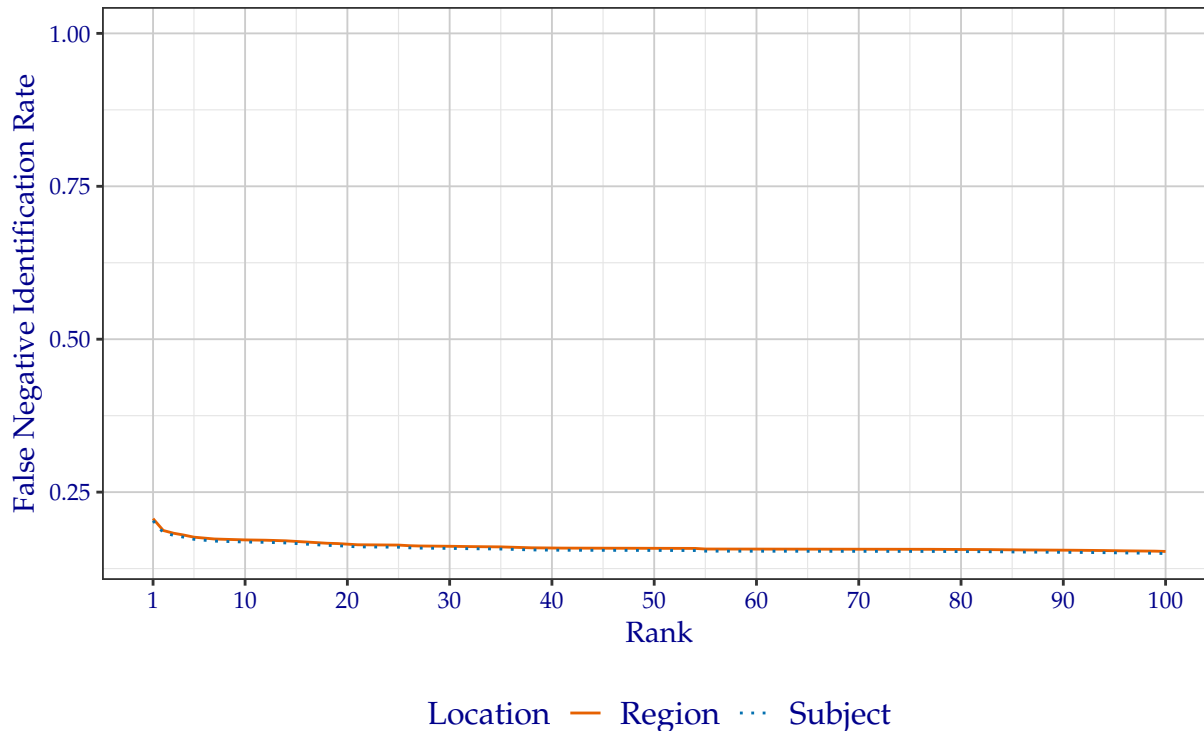 False Negative Identification Rate
1.00
0.75
0.50
0.25
1 10 20 30 40 50 60 70 80 90 100
Rank
Location Region Subject